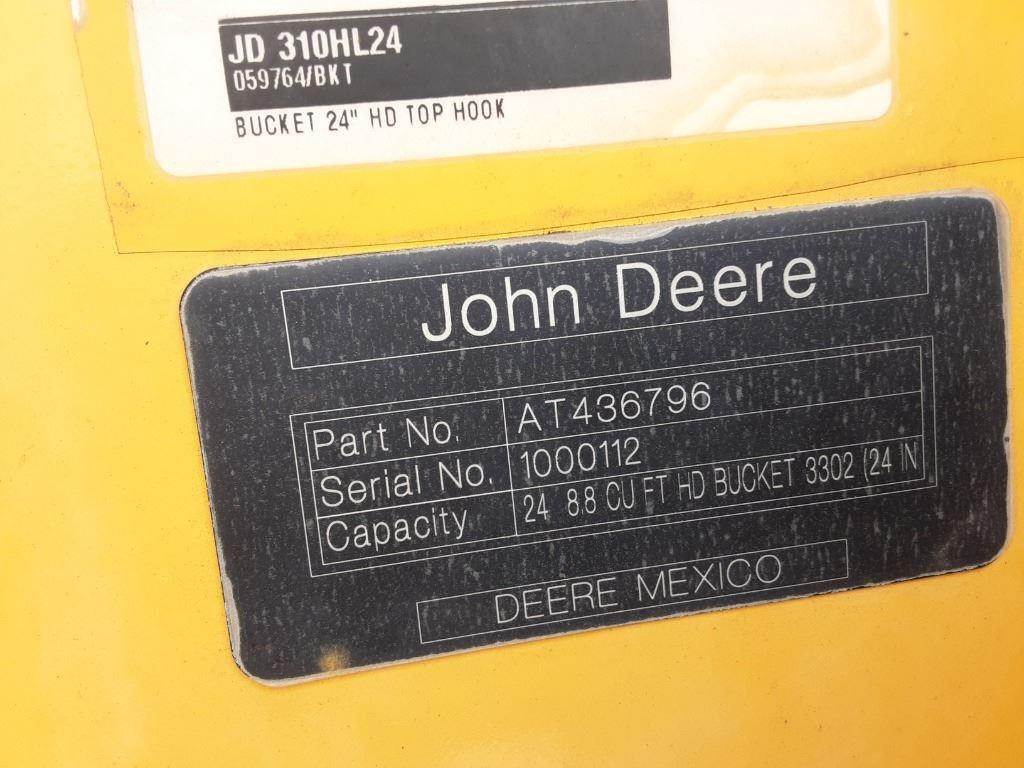 JD 310HL24
059764/BKT
BUCKET 24" HD TOP HOOK
John Deere
Part No. AT436796
Serial No. 1000112
Capacity 24 8.8 CU FT HD BUCKET 3302 (24 IN
DEERE MEXICO